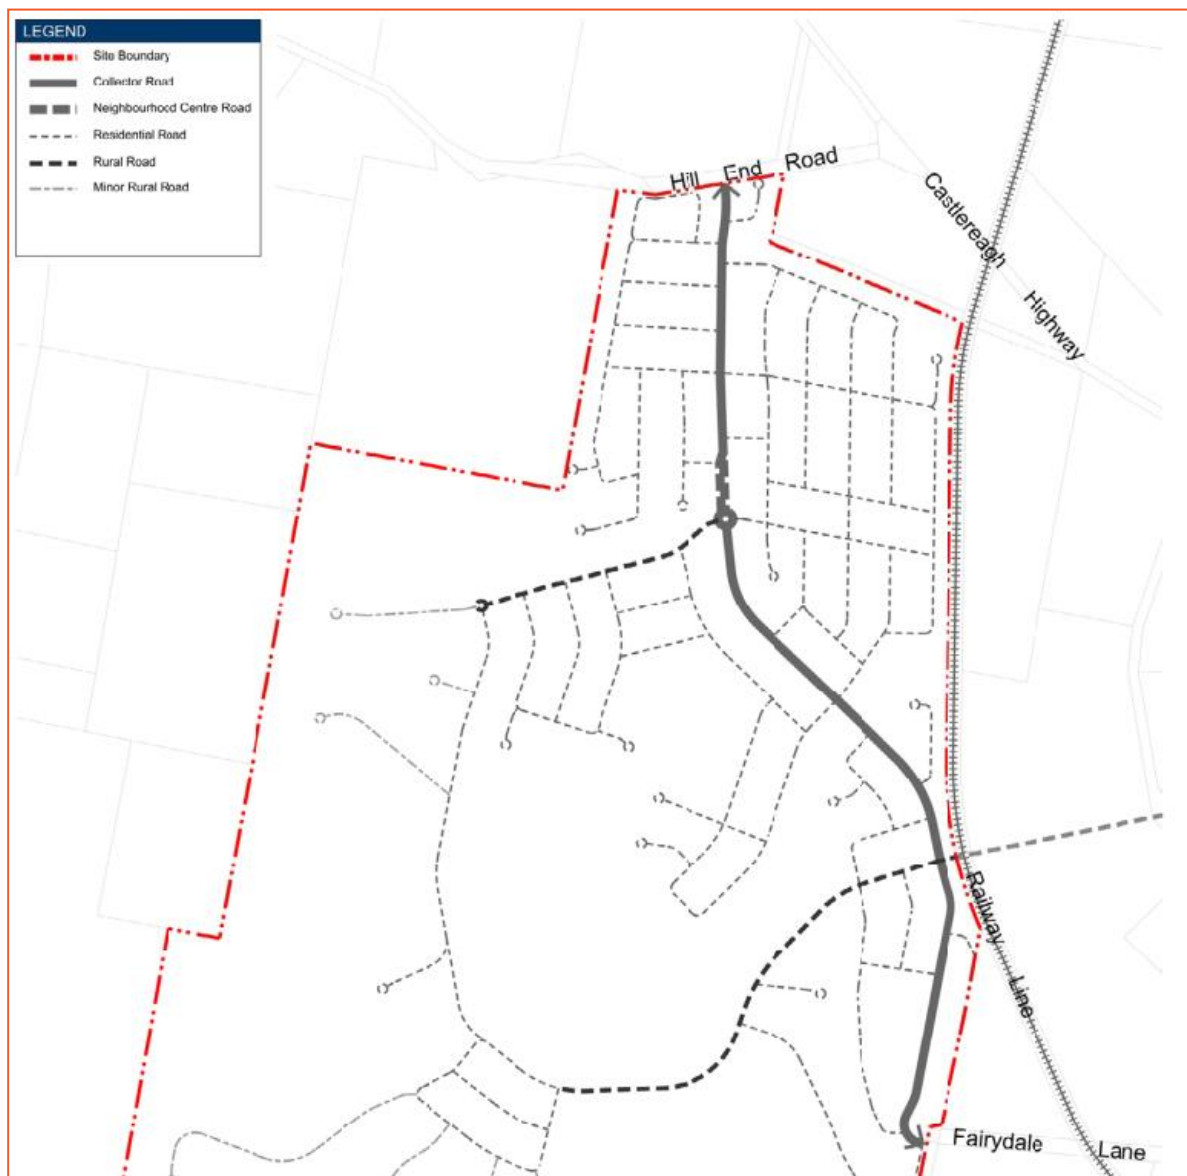 LEGEND
Site Boundary
Collector Road
Neighbourhood Centre Road
Residential Road
Rural Road
Minor Rural Road
Hill End Road
Castlereagh Highway
Railway Line
Fairydale Lane